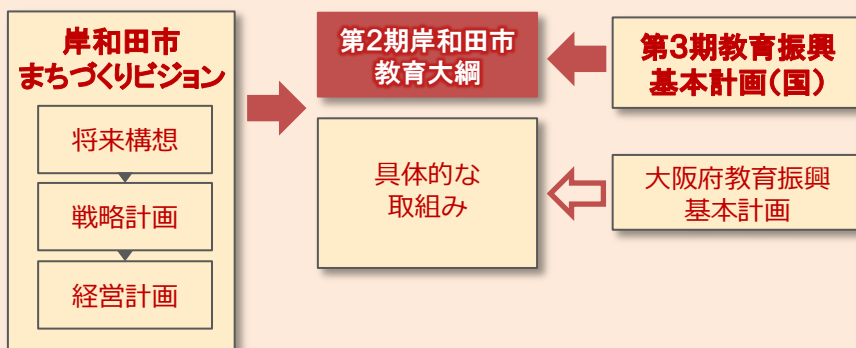 岸和田市
まちづくりビジョン
将来構想
戦略計画
経営計画
第2期岸和田市
教育大綱
具体的な
取組み
第3期教育振興
基本計画（国）
大阪府教育振興
基本計画